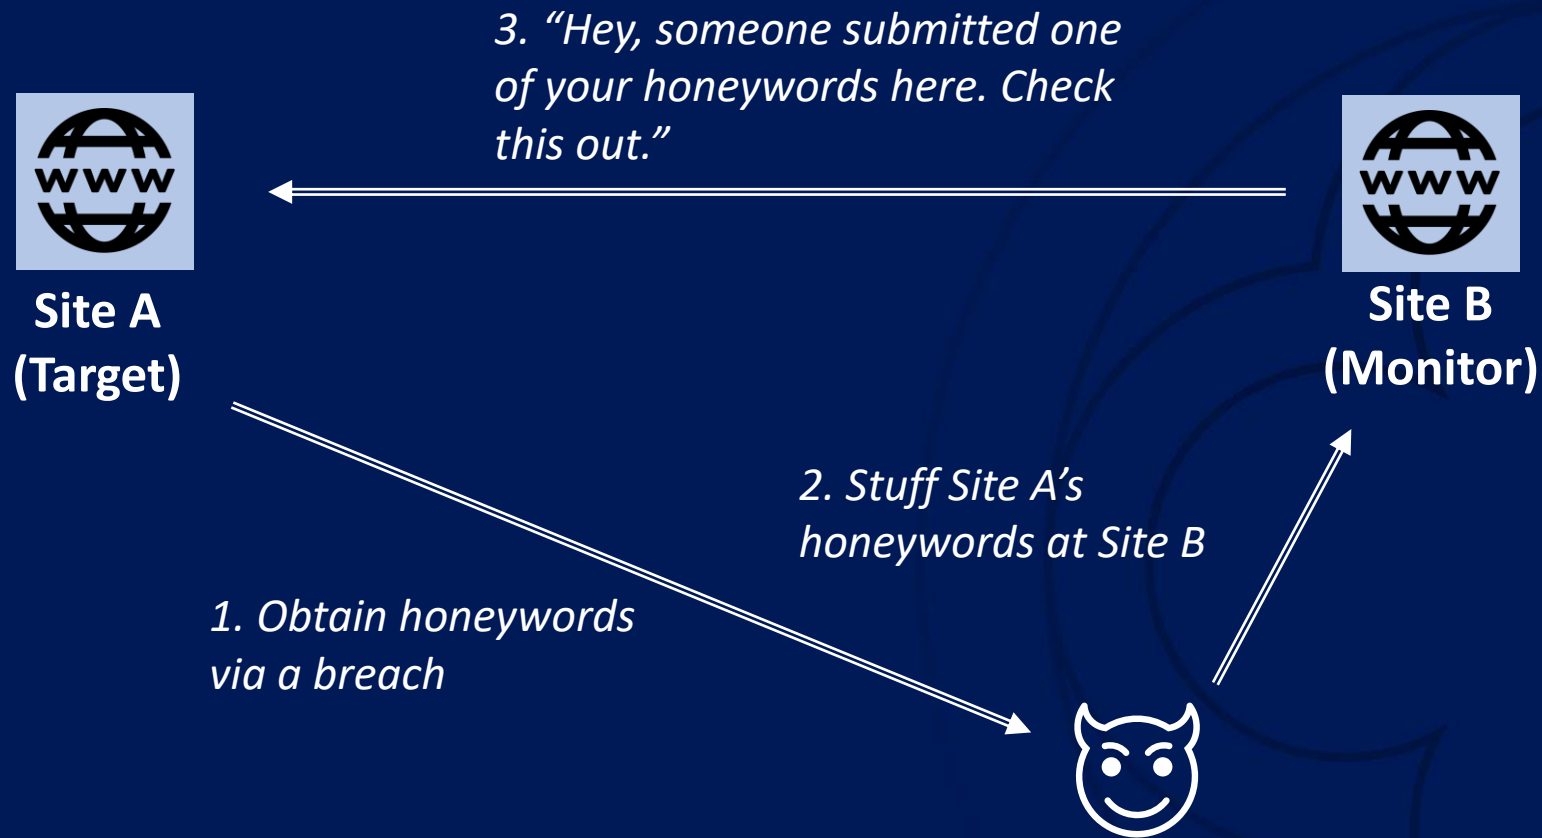 3. “Hey, someone submitted one
of your honeywords here. Check
this out.”
www
Site A
(Target)
www
Site B
(Monitor)
2. Stuff Site A’s
honeywords at Site B
1. Obtain honeywords
via a breach